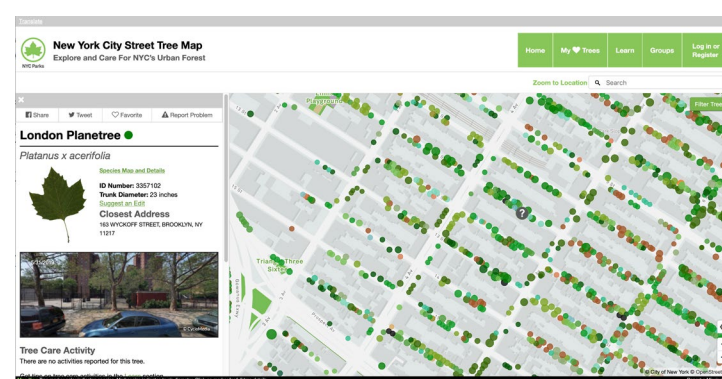 Translate
NYC Parks
New York City Street Tree Map
Explore and Care For NYC's Urban Forest
Home
My Trees
Learn
Groups
Log in or
Register
Zoom to Location
Search
Share
Tweet
Favorite
Report Problem
Filter Tree
London Planetree
Platanus x acerifolia
Species Map and Details
ID Number: 3357102
Trunk Diameter: 23 inches
Suggest an Edit
Closest Address
163 WYCKOFF STREET, BROOKLYN, NY
11217
© CycloMedia
Tree Care Activity
There are no activities reported for this tree.
Playground
Three
?
© City of New York © OpenStreet